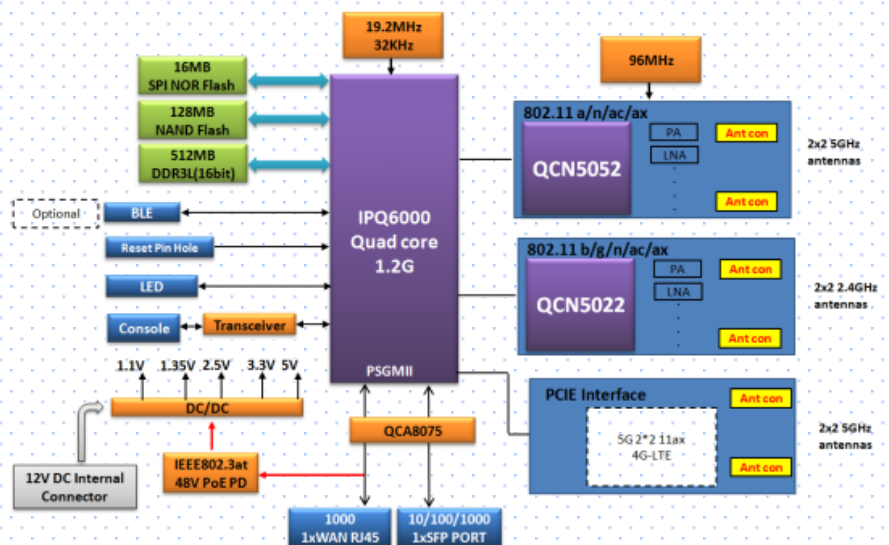 19.2MHz
32KHz
96MHz
16MB
SPI NOR Flash
128MB
NAND Flash
512MB
DDR3L(16bit)
Optional
BLE
Reset Pin Hole
LED
Console
Transceiver
IPQ6000
Quad core
1.2G
PSGMII
802.11 a/n/ac/ax
QCN5052
PA
LNA
Ant con
Ant con
2x2 5GHz
antennas
802.11 b/g/n/ac/ax
QCN5022
PA
LNA
Ant con
Ant con
2x2 2.4GHz
antennas
PCIE Interface
5G 2*2 11ax
4G-LTE
Ant con
Ant con
2x2 5GHz
antennas
1.1V 1.35V 2.5V 3.3V 5V
DC/DC
QCA8075
12V DC Internal
Connector
IEEE802.3at
48V PoE PD
1000
1xWAN RJ45
10/100/1000
1xSFP PORT